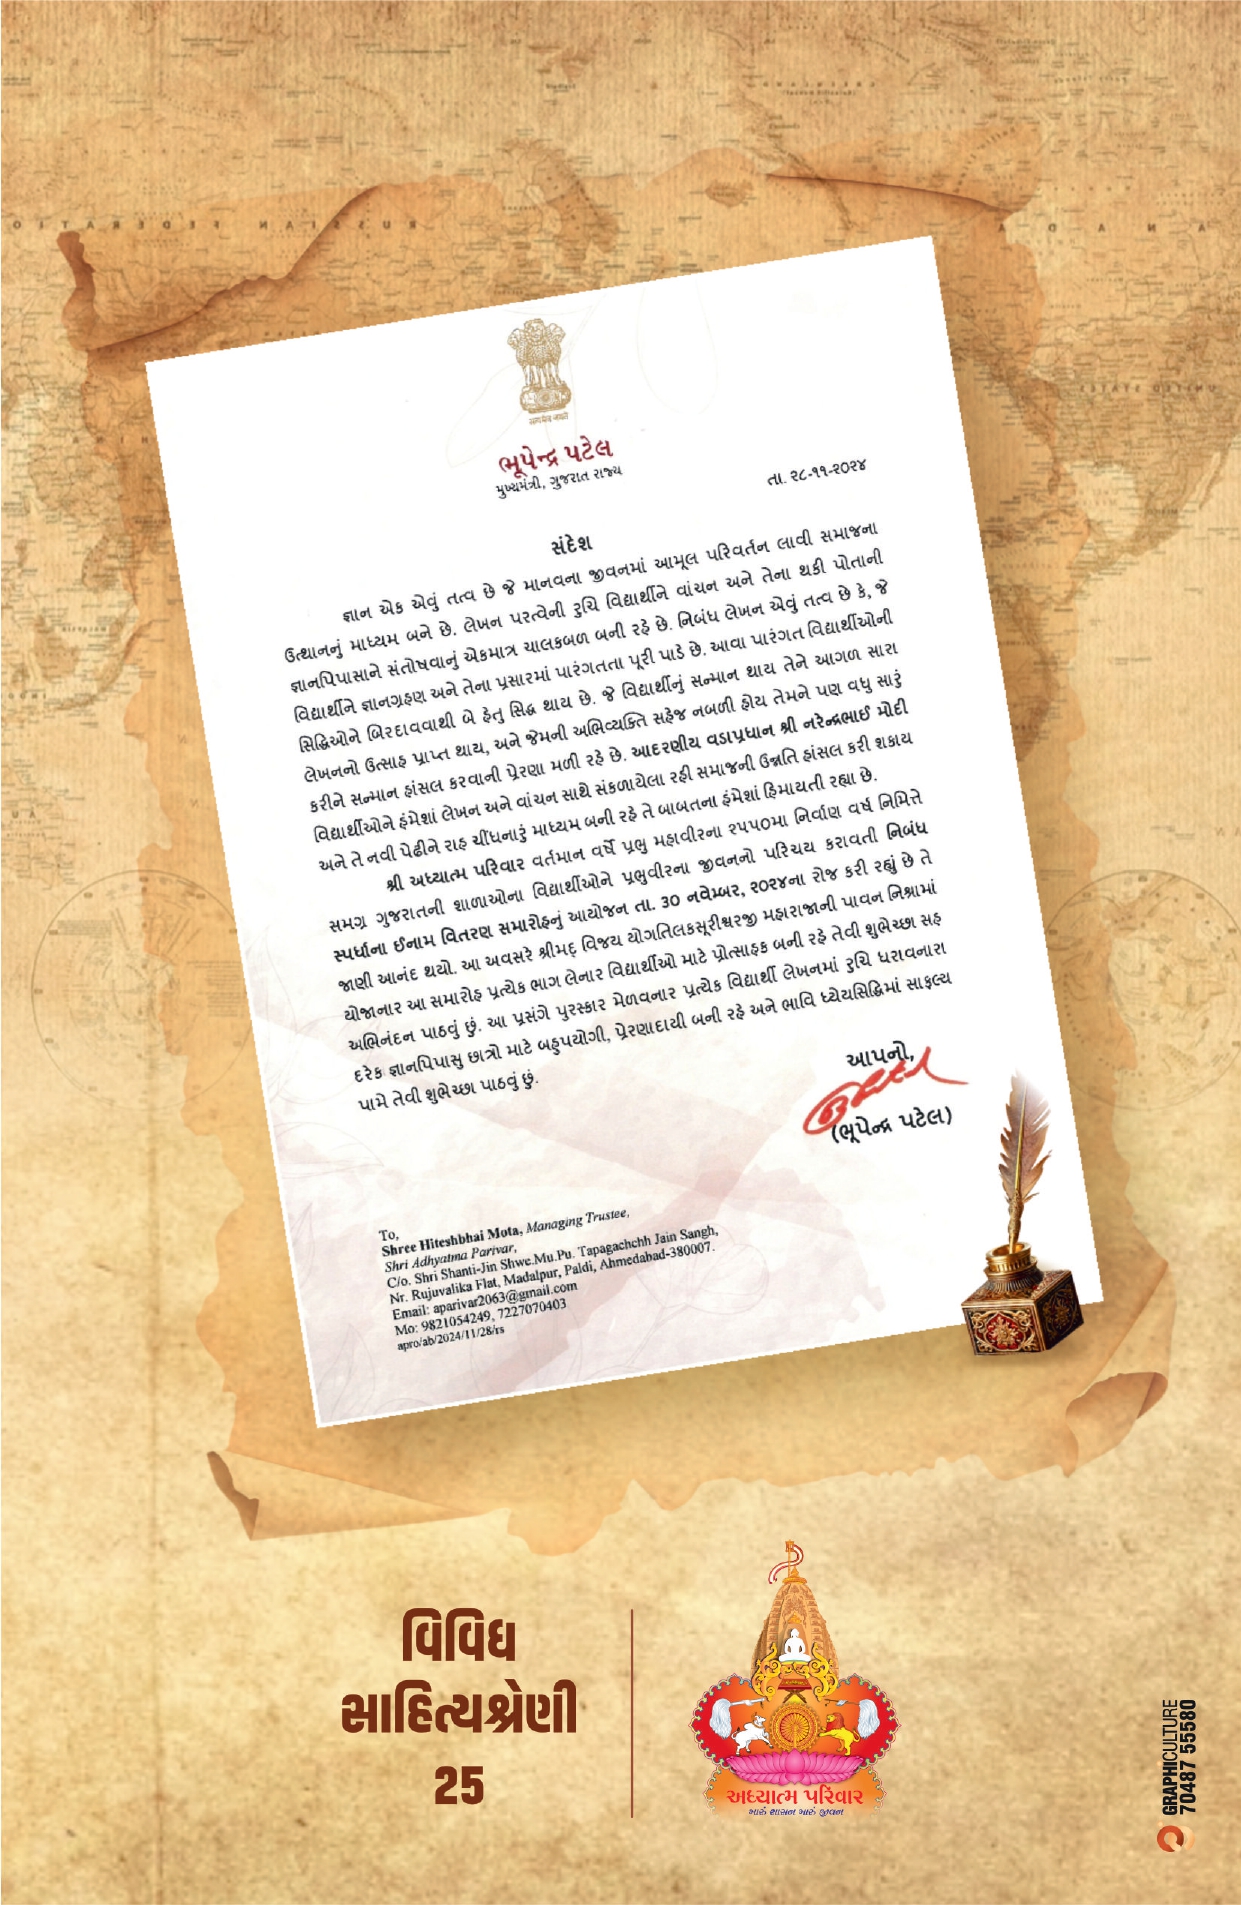 सत्यमेव जयते
ભૂપેન્દ્ર પટેલ
મુખ્યમંત્રી, ગુજરાત રાજ્ય
તા. ૨૮-૧૧-૨૦૨૪
સંદેશ
જ્ઞાન એક એવું તત્વ છે જે માનવના જીવનમાં આમૂલ પરિવર્તન લાવી સમાજના
ઉત્થાનનું માધ્યમ બને છે. લેખન પરત્વેની રુચિ વિદ્યાર્થીને વાંચન અને તેના થકી પોતાની
જ્ઞાનપિપાસાને સંતોષવાનું એકમાત્ર ચાલકબળ બની રહે છે. નિબંધ લેખન એવું તત્વ છે કે, જે
વિદ્યાર્થીને જ્ઞાનગ્રહણ અને તેના પ્રસારમાં પારંગતતા પૂરી પાડે છે. આવા પારંગત વિદ્યાર્થીઓની
સિદ્ધિઓને બિરદાવવાથી બે હેતુ સિદ્ધ થાય છે. જે વિદ્યાર્થીનું સન્માન થાય તેને આગળ સારા
લેખનનો ઉત્સાહ પ્રાપ્ત થાય, અને જેમની અભિવ્યક્તિ સહેજ નબળી હોય તેમને પણ વધુ સારું
કરીને સન્માન હાંસલ કરવાની પ્રેરણા મળી રહે છે. આદરણીય વડાપ્રધાન શ્રી નરેન્દ્રભાઈ મોદી
વિદ્યાર્થીઓને હંમેશાં લેખન અને વાંચન સાથે સંકળાયેલા રહી સમાજની ઉન્નતિ હાંસલ કરી શકાય
અને તે નવી પેઢીને રાહ ચીંધનારું માધ્યમ બની રહે તે બાબતના હંમેશાં હિમાયતી રહ્યા છે.
શ્રી અધ્યાત્મ પરિવાર વર્તમાન વર્ષે પ્રભુ મહાવીરના ૨૫૫૦મા નિર્વાણ વર્ષ નિમિત્તે
સમગ્ર ગુજરાતની શાળાઓના વિદ્યાર્થીઓને પ્રભુવીરના જીવનનો પરિચય કરાવતી નિબંધ
સ્પર્ધાના ઈનામ વિતરણ સમારોહનું આયોજન તા. 30 નવેમ્બર, ૨૦૨૪ના રોજ કરી રહ્યું છે તે
જાણી આનંદ થયો. આ અવસરે શ્રીમદ્ વિજય યોગતિલકસૂરીશ્વરજી મહારાજાની પાવન નિશ્રામાં
યોજાનાર આ સમારોહ પ્રત્યેક ભાગ લેનાર વિદ્યાર્થીઓ માટે પ્રોત્સાહક બની રહે તેવી શુભેચ્છા સહ
અભિનંદન પાઠવું છું. આ પ્રસંગે પુરસ્કાર મેળવનાર પ્રત્યેક વિદ્યાર્થી લેખનમાં રુચિ ધરાવનારા
દરેક જ્ઞાનપિપાસુ છાત્રો માટે બહુપયોગી, પ્રેરણાદાયી બની રહે અને ભાવિ ધ્યેયસિદ્ધિમાં સાફલ્ય
પામે તેવી શુભેચ્છા પાઠવું છું.
આપનો,
(ભૂપેન્દ્ર પટેલ)
To,
Shree Hiteshbhai Mota, Managing Trustee,
Shri Adhyatma Parivar,
C/o. Shri Shanti-Jin Shwe.Mu.Pu. Tapagachchh Jain Sangh,
Nr. Rujuvalika Flat, Madalpur, Paldi, Ahmedabad-380007.
Email: aparivar2063@gmail.com
Mo: 9821054249, 7227070403
apro/ab/2024/11/28/rs
વિવિધ
સાહિત્યશ્રેણી
25
અધ્યાત્મ પરિવાર
મારું શાસન મારું જીવન
GRAPHICULTURE
70487 55580